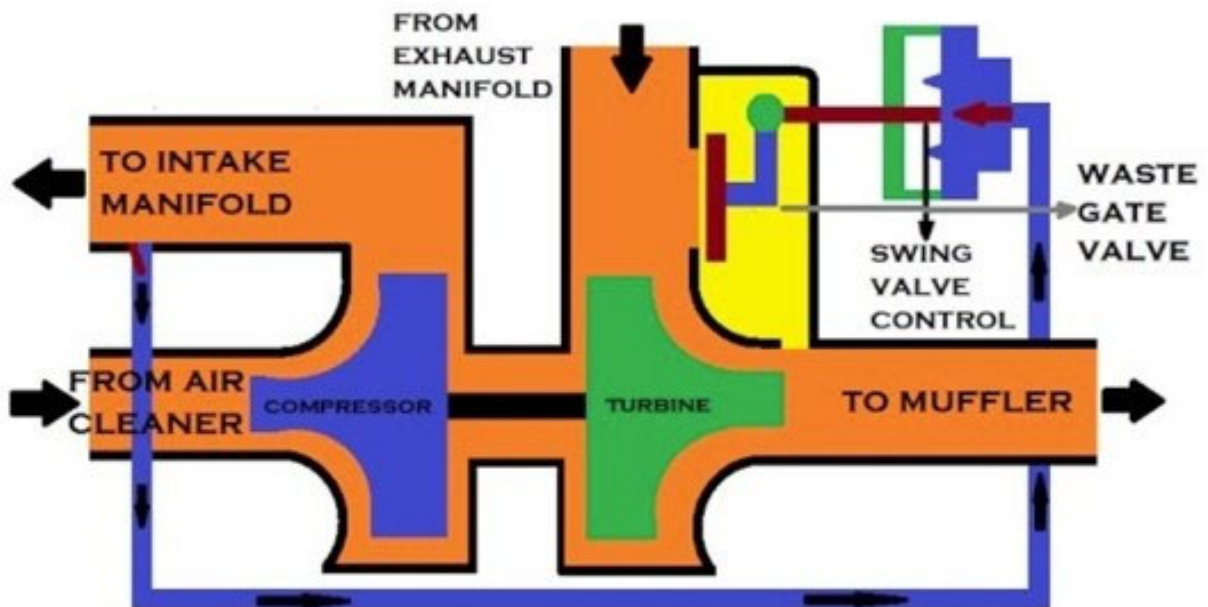 FROM
EXHAUST
MANIFOLD
TO INTAKE
MANIFOLD
WASTE
GATE
VALVE
SWING
VALVE
CONTROL
FROM AIR
CLEANER
COMPRESSOR
TURBINE
TO MUFFLER